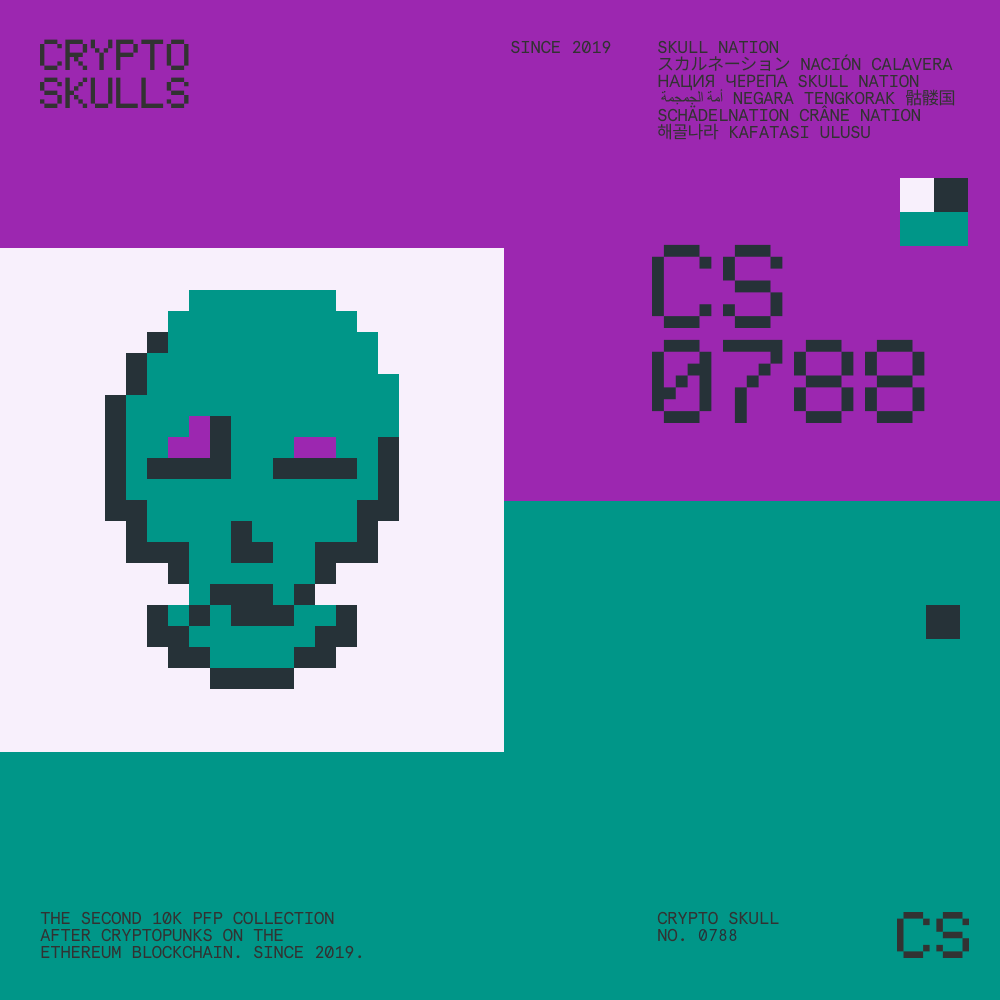 CRYPTO
SKULLS
SINCE 2019
SKULL NATION
スカルネーション NACIÓN CALAVERA
НАЦИЯ ЧЕРЕПА SKULL NATION
أمة الجمجمة NEGARA TENGKORAK 骷髅国
SCHÄDELNATION CRÂNE NATION
해골나라 KAFATASI ULUSU
CS
0788
THE SECOND 10K PFP COLLECTION
AFTER CRYPTOPUNKS ON THE
ETHEREUM BLOCKCHAIN. SINCE 2019.
CRYPTO SKULL
NO. 0788
CS